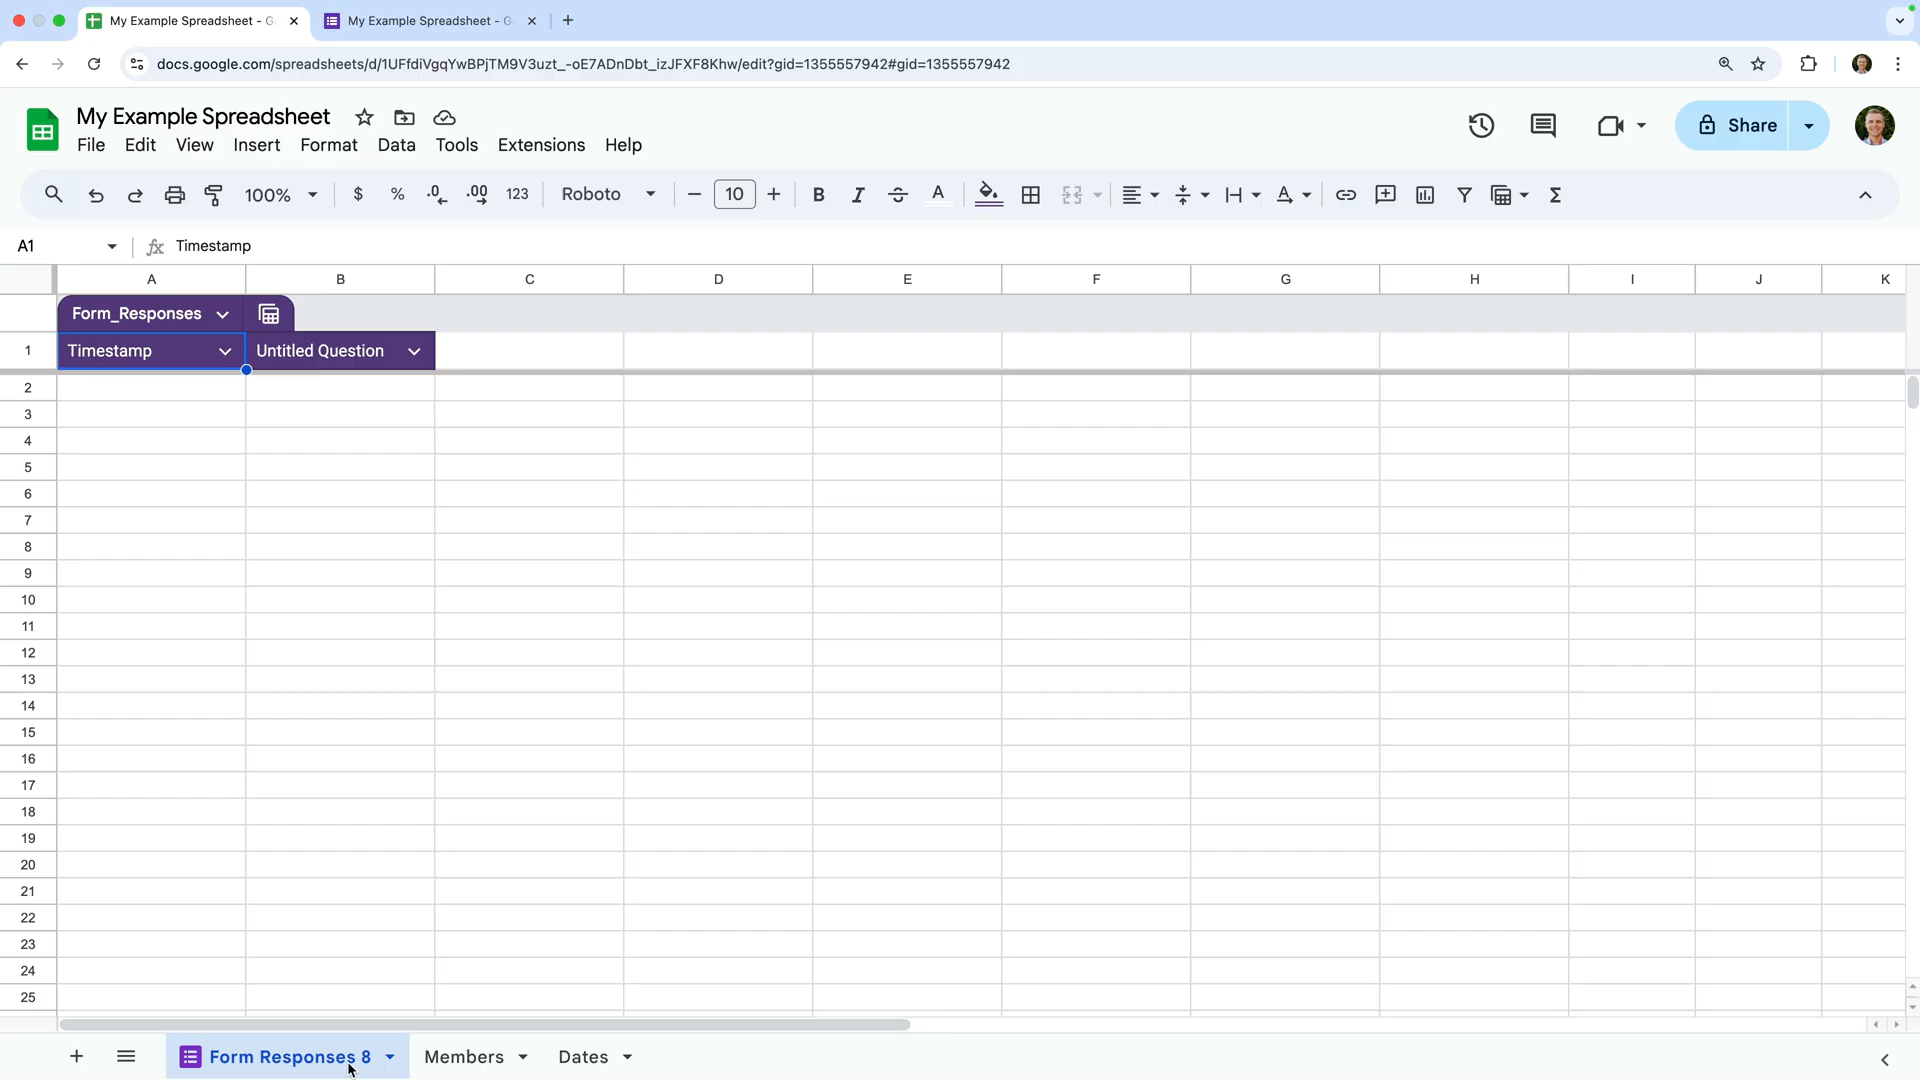 My Example Spreadsheet - G
My Example Spreadsheet - G
docs.google.com/spreadsheets/d/1UFfdiVgqYwBPjTM9V3uzt_-oE7ADnDbt_izJFXF8Khw/edit?gid=1355557942#gid=1355557942
My Example Spreadsheet
File Edit View Insert Format Data Tools Extensions Help
Share
100% $ % .0 .00 123 Roboto 10 B I S A Σ
A1 fx Timestamp
A B C D E F G H I J K
Form_Responses
1 Timestamp Untitled Question
2
3
4
5
6
7
8
9
10
11
12
13
14
15
16
17
18
19
20
21
22
23
24
25
Form Responses 8 Members Dates